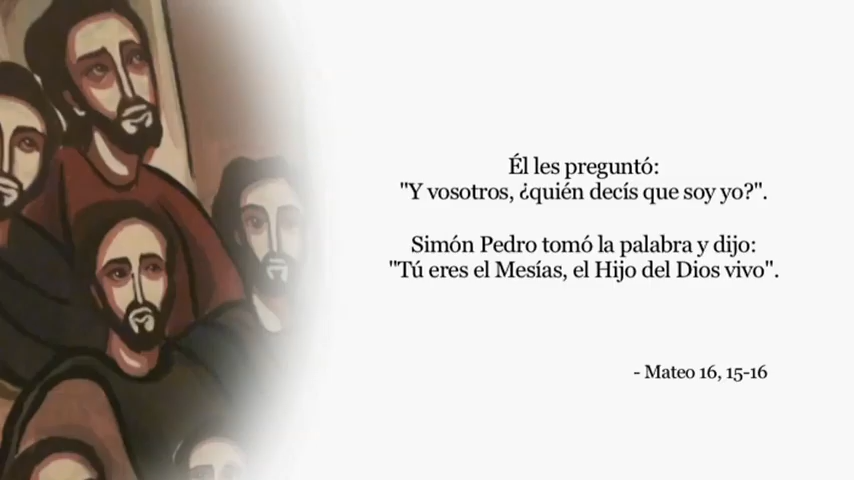 Él les preguntó:
"Y vosotros, ¿quién decís que soy yo?".
Simón Pedro tomó la palabra y dijo:
"Tú eres el Mesías, el Hijo del Dios vivo".
- Mateo 16, 15-16